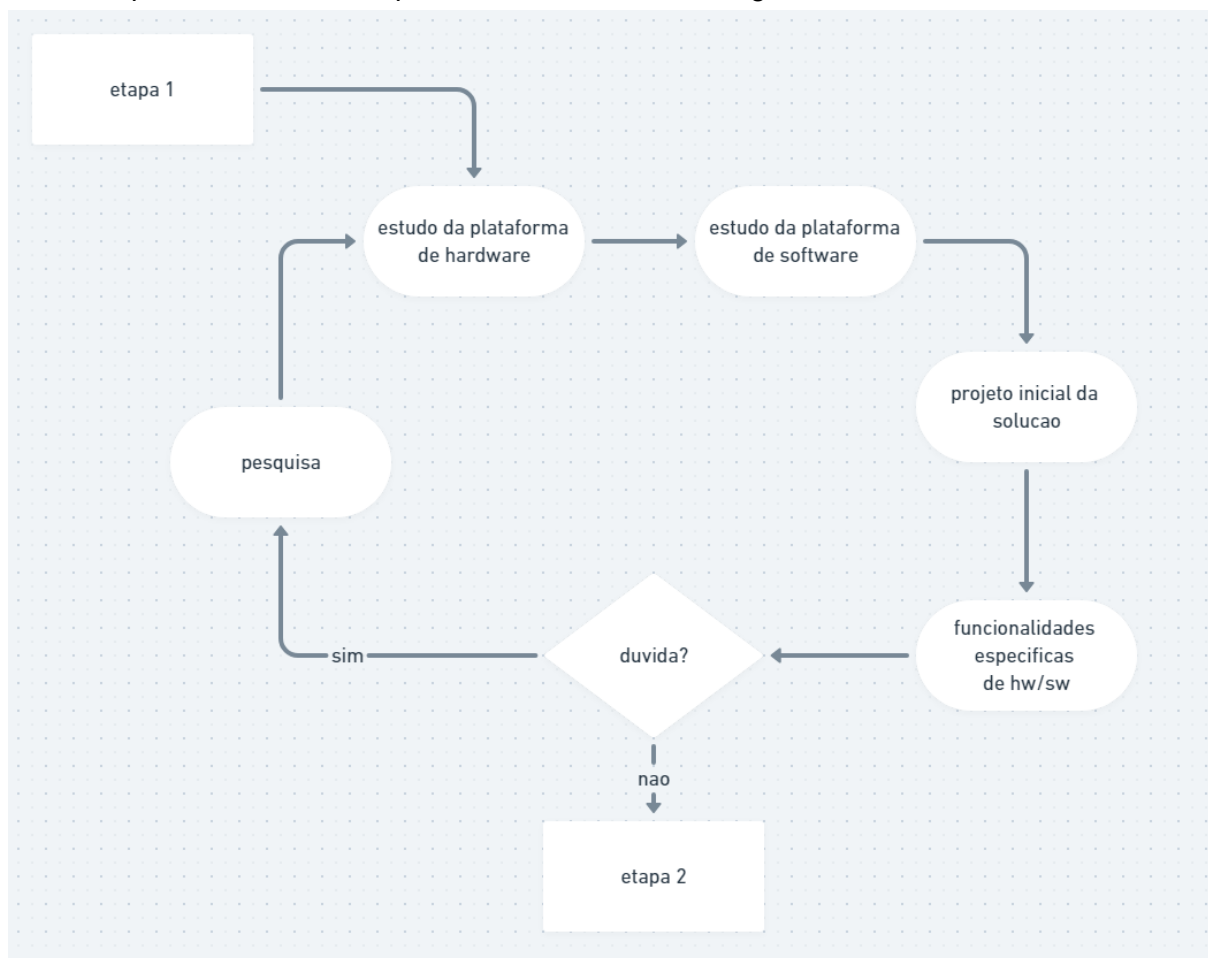 etapa 1
estudo da plataforma
de hardware
estudo da plataforma
de software
projeto inicial da
solucao
pesquisa
funcionalidades
especificas
de hw/sw
duvida?
sim
nao
etapa 2